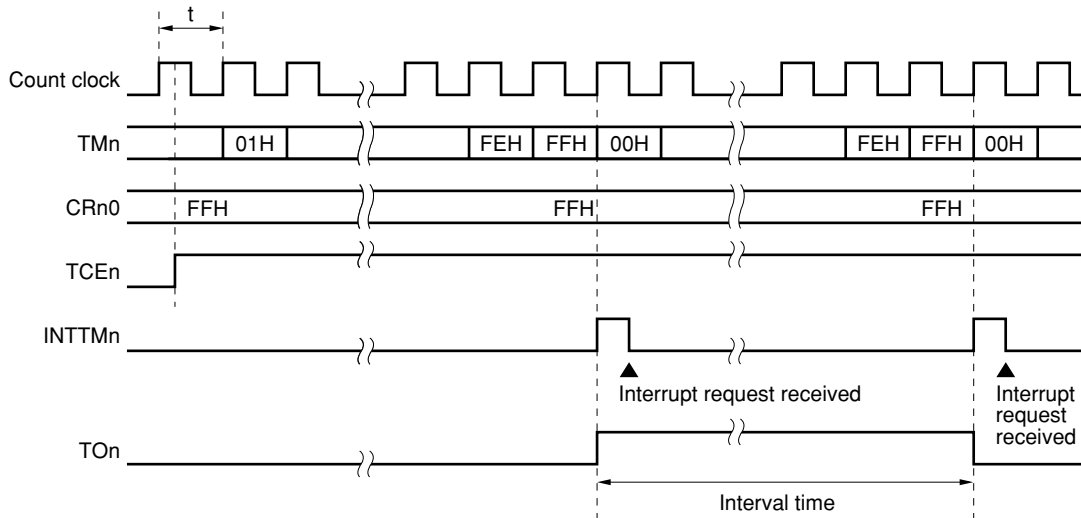 t
Count clock
TMn 01H FEH FFH 00H FEH FFH 00H
CRn0 FFH FFH FFH
TCEn
INTTMn
Interrupt request received
Interrupt
request
received
TOn
Interval time